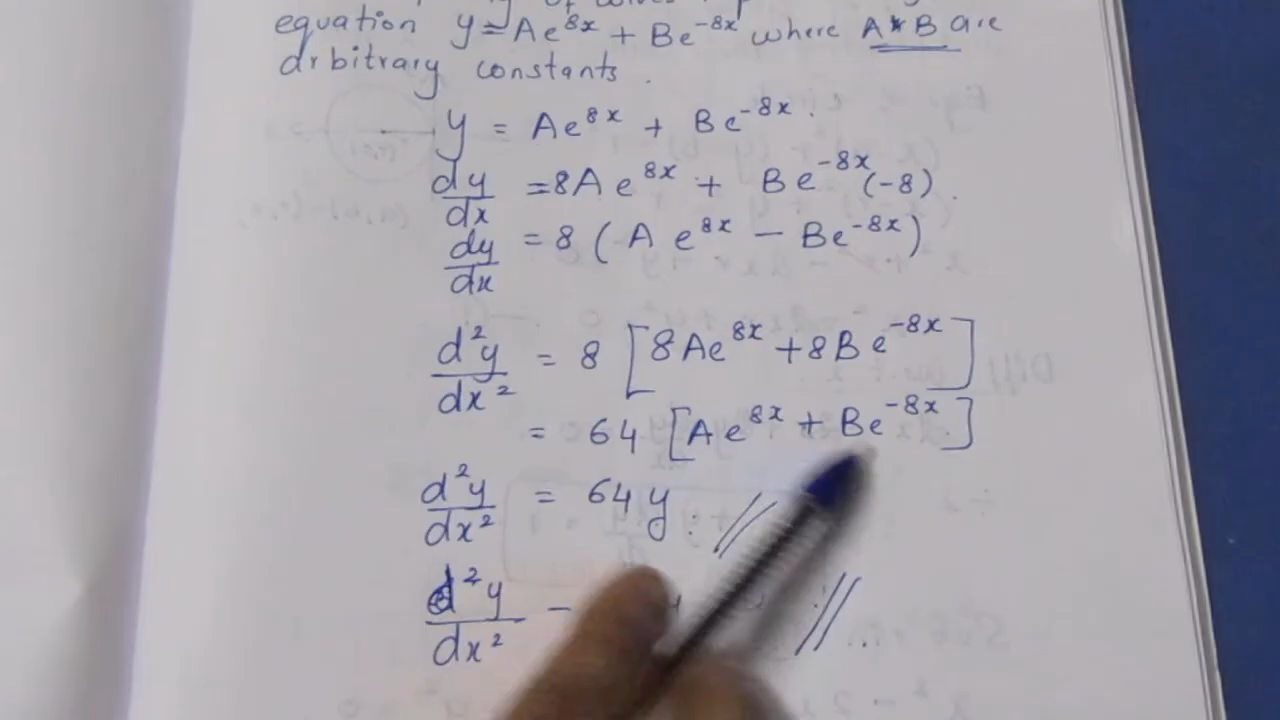 equation y = Ae^{8x} + Be^{-8x} where A & B are
arbitrary constants.
y = Ae^{8x} + Be^{-8x}.
dy/dx = 8Ae^{8x} + Be^{-8x}(-8).
dy/dx = 8(Ae^{8x} - Be^{-8x})
d²y/dx² = 8[8Ae^{8x} + 8Be^{-8x}]
= 64[Ae^{8x} + Be^{-8x}]
d²y/dx² = 64y. //
d²y/dx² - //